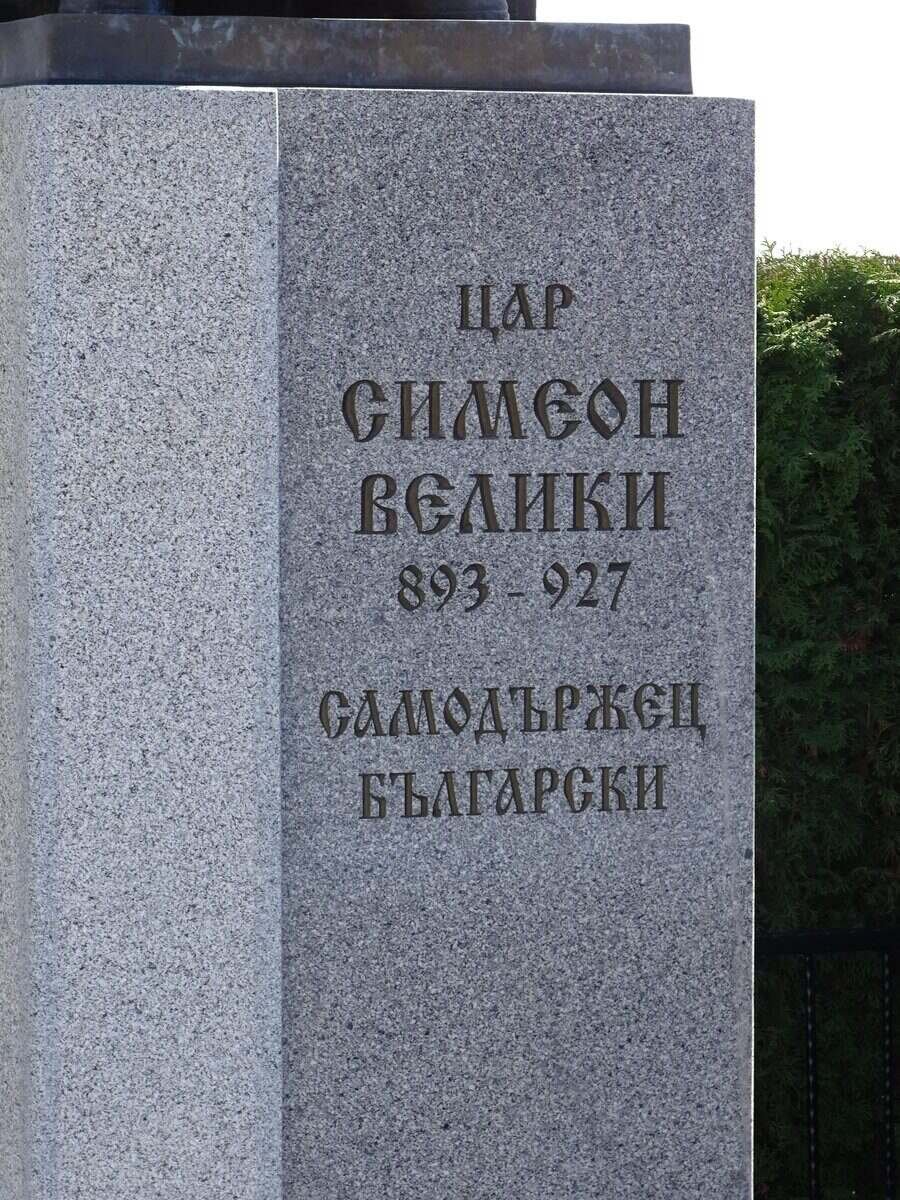 ЦАР
СИМЕОН
ВЕЛИКИ
893 - 927
САМОДЪРЖЕЦ
БЪЛГАРСКИ